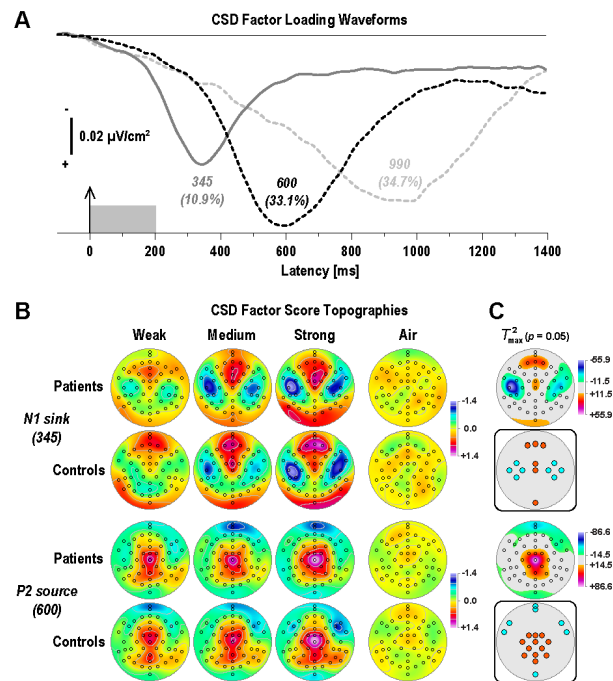 A
CSD Factor Loading Waveforms
-
0.02 µV/cm²
+
345
(10.9%)
600
(33.1%)
990
(34.7%)
0 200 400 600 800 1000 1200 1400
Latency [ms]
B CSD Factor Score Topographies C
Weak Medium Strong Air T²max (p = 0.05)
Patients
N1 sink
(345)
Controls
-1.4
0.0
+1.4
-55.9
-11.5
+11.5
+55.9
Patients
P2 source
(600)
Controls
-1.4
0.0
+1.4
-86.6
-14.5
+14.5
+86.6